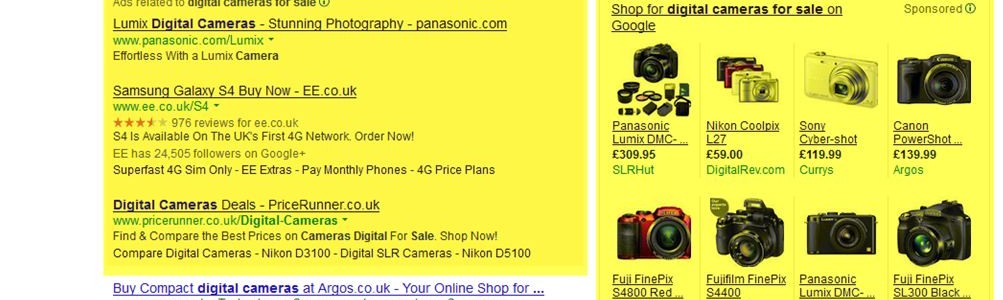 Ads related to digital cameras for sale
Lumix Digital Cameras - Stunning Photography - panasonic.com
www.panasonic.com/Lumix
Effortless With a Lumix Camera
Samsung Galaxy S4 Buy Now - EE.co.uk
www.ee.co.uk/S4
976 reviews for ee.co.uk
S4 Is Available On The UK's First 4G Network. Order Now!
EE has 24,505 followers on Google+
Superfast 4G Sim Only - EE Extras - Pay Monthly Phones - 4G Price Plans
Digital Cameras Deals - PriceRunner.co.uk
www.pricerunner.co.uk/Digital-Cameras
Find & Compare the Best Prices on Cameras Digital For Sale. Shop Now!
Compare Digital Cameras - Nikon D3100 - Digital SLR Cameras - Nikon D5100
Buy Compact digital cameras at Argos.co.uk - Your Online Shop for ...
Shop for digital cameras for sale on
Google
Sponsored
Panasonic
Lumix DMC- ...
£309.95
SLRHut
Nikon Coolpix
L27
£59.00
DigitalRev.com
Sony
Cyber-shot
£119.99
Currys
Canon
PowerShot ...
£139.99
Argos
Fuji FinePix
S4800 Red ...
Fujifilm FinePix
S4400
Panasonic
Lumix DMC- ...
Fuji FinePix
SL300 Black ...